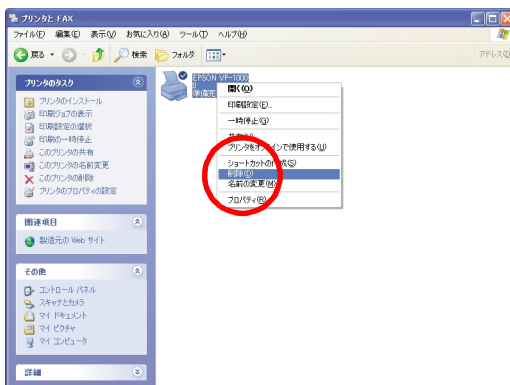 プリンタと FAX
ファイル(F) 編集(E) 表示(V) お気に入り(A) ツール(T) ヘルプ(H)
戻る 検索 フォルダ アドレス(D)
プリンタのタスク
プリンタのインストール
印刷ジョブの表示
印刷設定の選択
印刷の一時停止
このプリンタの共有
このプリンタの名前変更
このプリンタの削除
プリンタのプロパティの設定
関連項目
製造元の Web サイト
その他
コントロール パネル
スキャナとカメラ
マイ ドキュメント
マイ ピクチャ
マイ コンピュータ
詳細
EPSON VP-1000
0
準備完
開く(O)
印刷設定(E)...
一時停止(G)
共有(H)...
プリンタをオフラインで使用する(U)
ショートカットの作成(S)
削除(D)
名前の変更(M)
プロパティ(R)